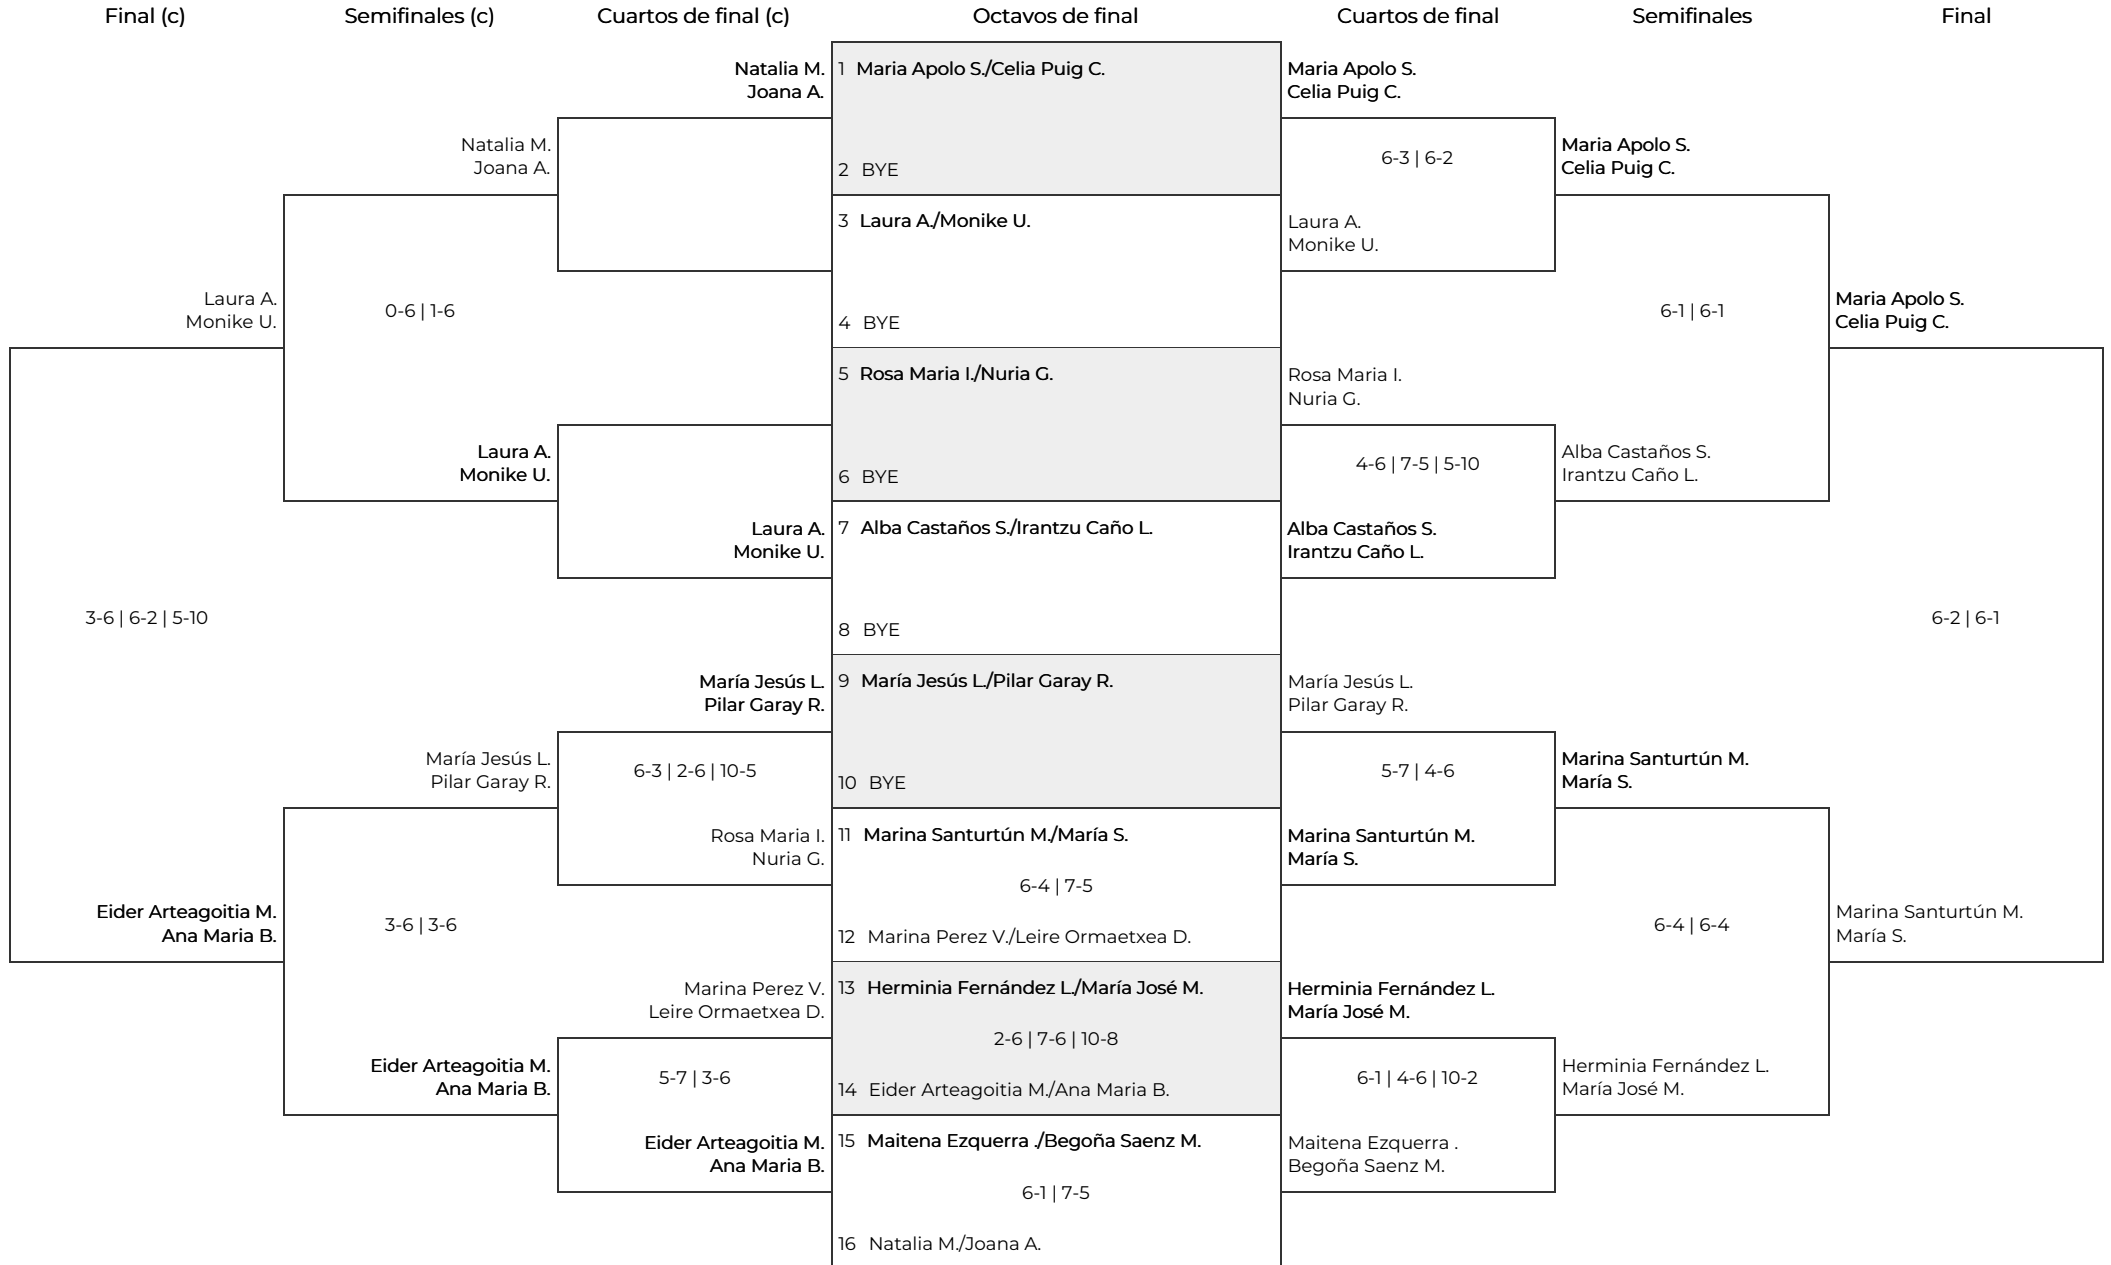 Final (c)
Semifinales (c)
Cuartos de final (c)
Octavos de final
Cuartos de final
Semifinales
Final
Laura A.
Monike U.
3-6 | 6-2 | 5-10
Eider Arteagoitia M.
Ana Maria B.
Natalia M.
Joana A.
0-6 | 1-6
Laura A.
Monike U.
María Jesús L.
Pilar Garay R.
3-6 | 3-6
Eider Arteagoitia M.
Ana Maria B.
Natalia M.
Joana A.
Laura A.
Monike U.
María Jesús L.
Pilar Garay R.
6-3 | 2-6 | 10-5
Rosa Maria I.
Nuria G.
Marina Perez V.
Leire Ormaetxea D.
5-7 | 3-6
Eider Arteagoitia M.
Ana Maria B.
1 Maria Apolo S./Celia Puig C.
2 BYE
3 Laura A./Monike U.
4 BYE
5 Rosa Maria I./Nuria G.
6 BYE
7 Alba Castaños S./Irantzu Caño L.
8 BYE
9 María Jesús L./Pilar Garay R.
10 BYE
11 Marina Santurtún M./María S.
6-4 | 7-5
12 Marina Perez V./Leire Ormaetxea D.
13 Herminia Fernández L./María José M.
2-6 | 7-6 | 10-8
14 Eider Arteagoitia M./Ana Maria B.
15 Maitena Ezquerra ./Begoña Saenz M.
6-1 | 7-5
16 Natalia M./Joana A.
Maria Apolo S.
Celia Puig C.
6-3 | 6-2
Laura A.
Monike U.
Rosa Maria I.
Nuria G.
4-6 | 7-5 | 5-10
Alba Castaños S.
Irantzu Caño L.
María Jesús L.
Pilar Garay R.
5-7 | 4-6
Marina Santurtún M.
María S.
Herminia Fernández L.
María José M.
6-1 | 4-6 | 10-2
Maitena Ezquerra .
Begoña Saenz M.
Maria Apolo S.
Celia Puig C.
6-1 | 6-1
Alba Castaños S.
Irantzu Caño L.
Marina Santurtún M.
María S.
6-4 | 6-4
Herminia Fernández L.
María José M.
Maria Apolo S.
Celia Puig C.
6-2 | 6-1
Marina Santurtún M.
María S.